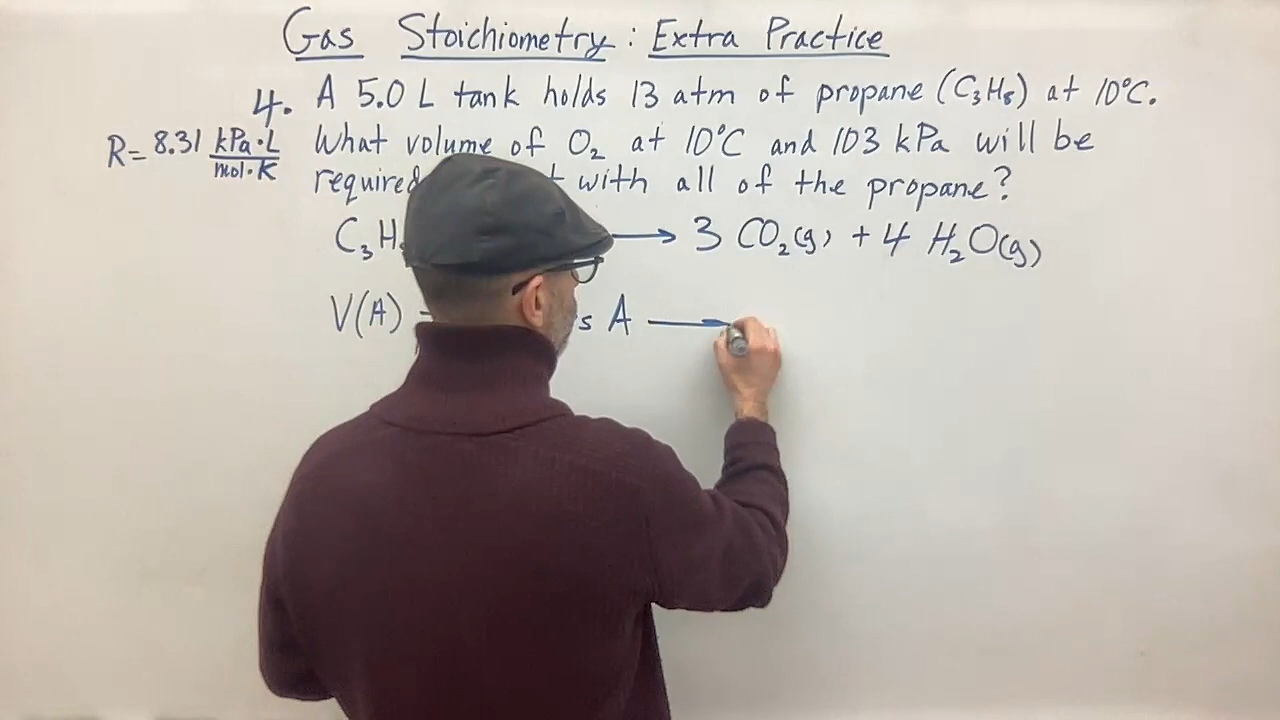 Gas Stoichiometry: Extra Practice
4. A 5.0 L tank holds 13 atm of propane (C₃H₈) at 10°C.
R = 8.31 kPa·L / mol·K What volume of O₂ at 10°C and 103 kPa will be
required with all of the propane?
C₃H → 3 CO₂(g) + 4 H₂O(g)
V(A) A →